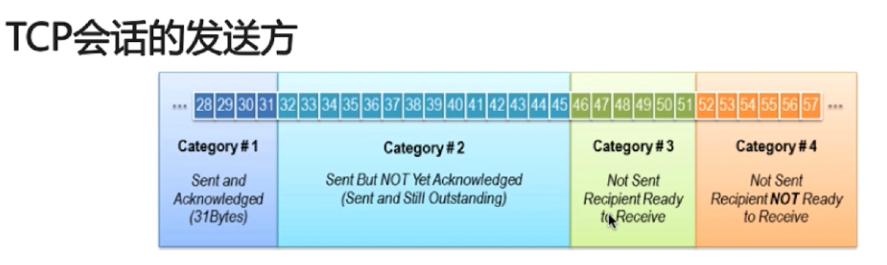 TCP会话的发送方
... 28 29 30 31 32 33 34 35 36 37 38 39 40 41 42 43 44 45 46 47 48 49 50 51 52 53 54 55 56 57 ...
Category # 1
Sent and
Acknowledged
(31Bytes)
Category # 2
Sent But NOT Yet Acknowledged
(Sent and Still Outstanding)
Category # 3
Not Sent
Recipient Ready
to Receive
Category # 4
Not Sent
Recipient NOT Ready
to Receive